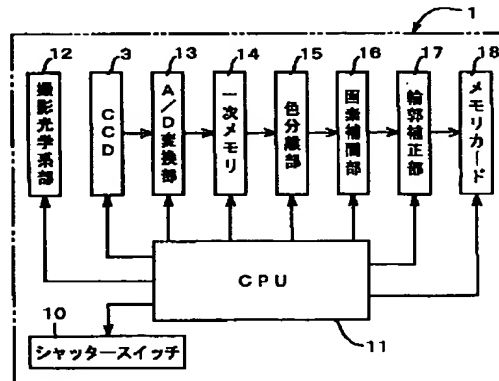 1
12
3
13
14
15
16
17
18
撮影光学系部
CCD
A/D変換部
一次メモリ
色分離部
画素補間部
輪郭補正部
メモリカード
CPU
10
シャッタースイッチ
11